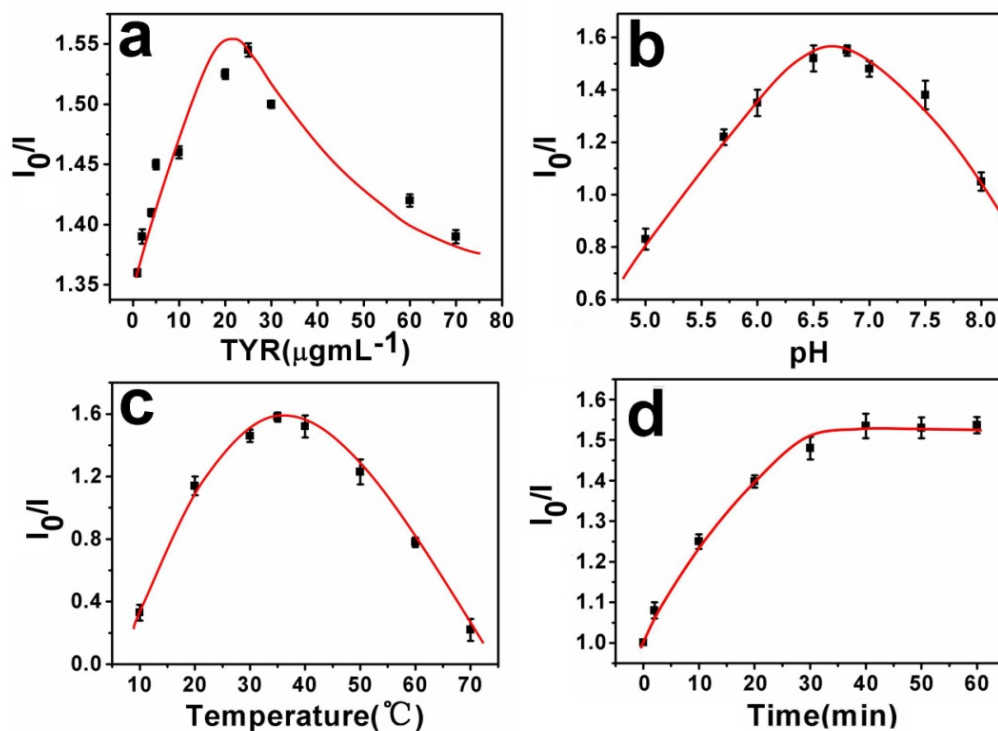 a
1.55
1.50
1.45
1.40
1.35
I0/I
0 10 20 30 40 50 60 70 80
TYR(μgmL-1)
b
1.6
1.4
1.2
1.0
0.8
0.6
I0/I
5.0 5.5 6.0 6.5 7.0 7.5 8.0
pH
c
1.6
1.2
0.8
0.4
0.0
I0/I
10 20 30 40 50 60 70
Temperature(℃)
d
1.6
1.5
1.4
1.3
1.2
1.1
1.0
I0/I
0 10 20 30 40 50 60
Time(min)